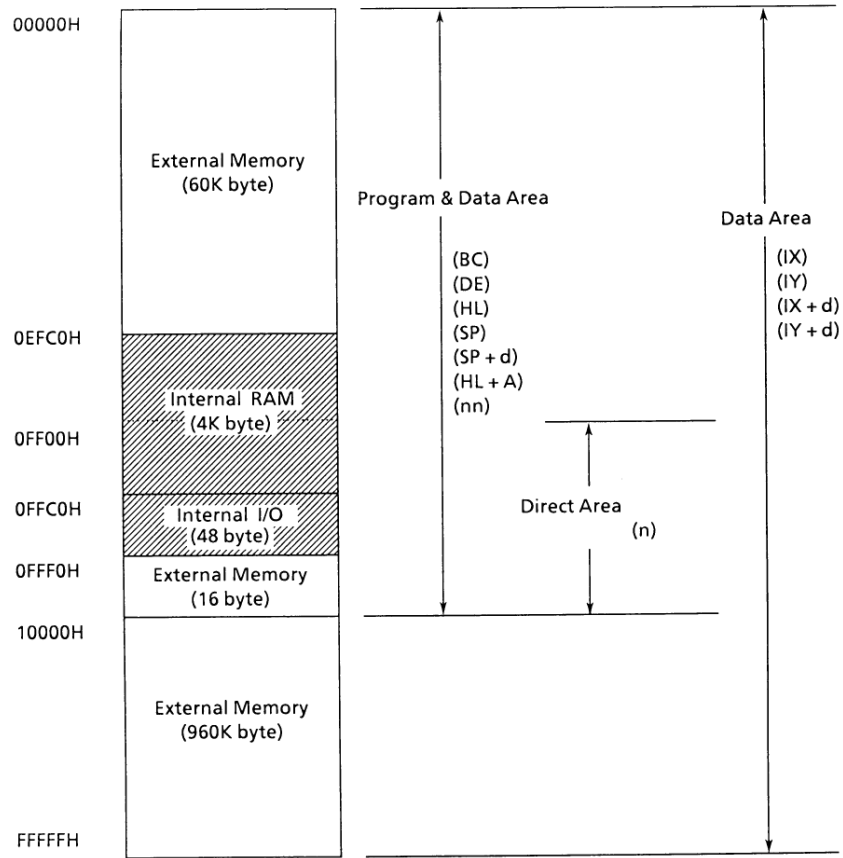 00000H
External Memory
(60K byte)
Program & Data Area
Data Area
(BC)
(DE)
(HL)
(SP)
(SP + d)
(HL + A)
(nn)
(IX)
(IY)
(IX + d)
(IY + d)
0EFC0H
Internal RAM
(4K byte)
0FF00H
0FFC0H
Internal I/O
(48 byte)
Direct Area
(n)
0FFF0H
External Memory
(16 byte)
10000H
External Memory
(960K byte)
FFFFFH